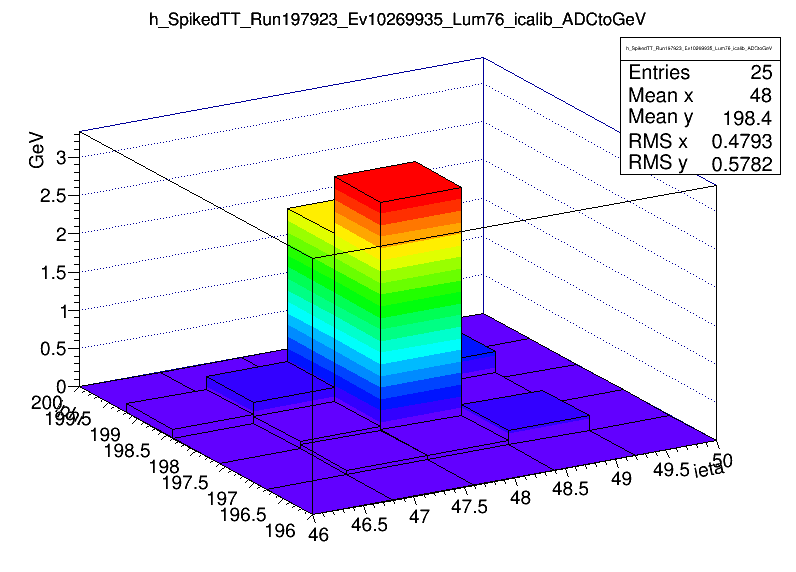 h_SpikedTT_Run197923_Ev10269935_Lum76_icalib_ADCtoGeV
h_SpikedTT_Run197923_Ev10269935_Lum76_icalib_ADCtoGeV
Entries 25
Mean x 48
Mean y 198.4
RMS x 0.4793
RMS y 0.5782
GeV
3
2.5
2
1.5
1
0.5
0
200
199.5
199
198.5
198
197.5
197
196.5
196
46
46.5
47
47.5
48
48.5
49
49.5
50
ieta